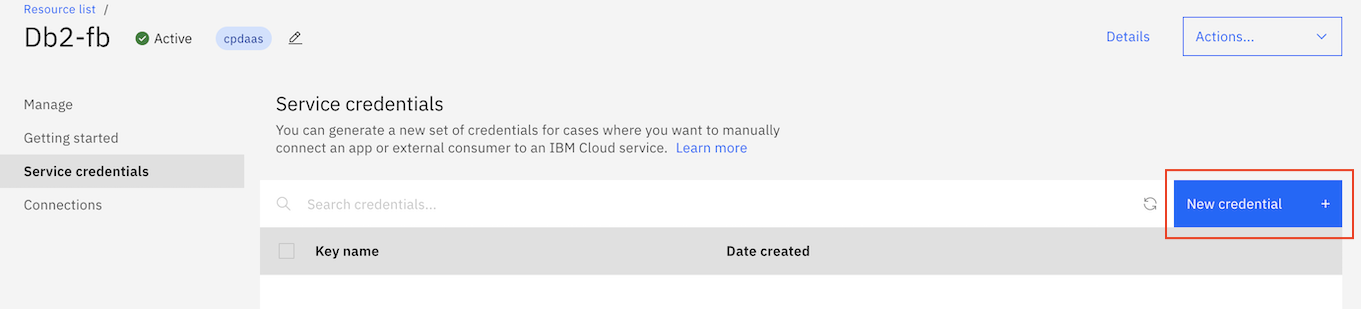 Resource list /
Db2-fb Active cpdaas Details Actions...
Manage
Getting started
Service credentials
Connections
Service credentials
You can generate a new set of credentials for cases where you want to manually
connect an app or external consumer to an IBM Cloud service. Learn more
Search credentials... New credential +
Key name Date created